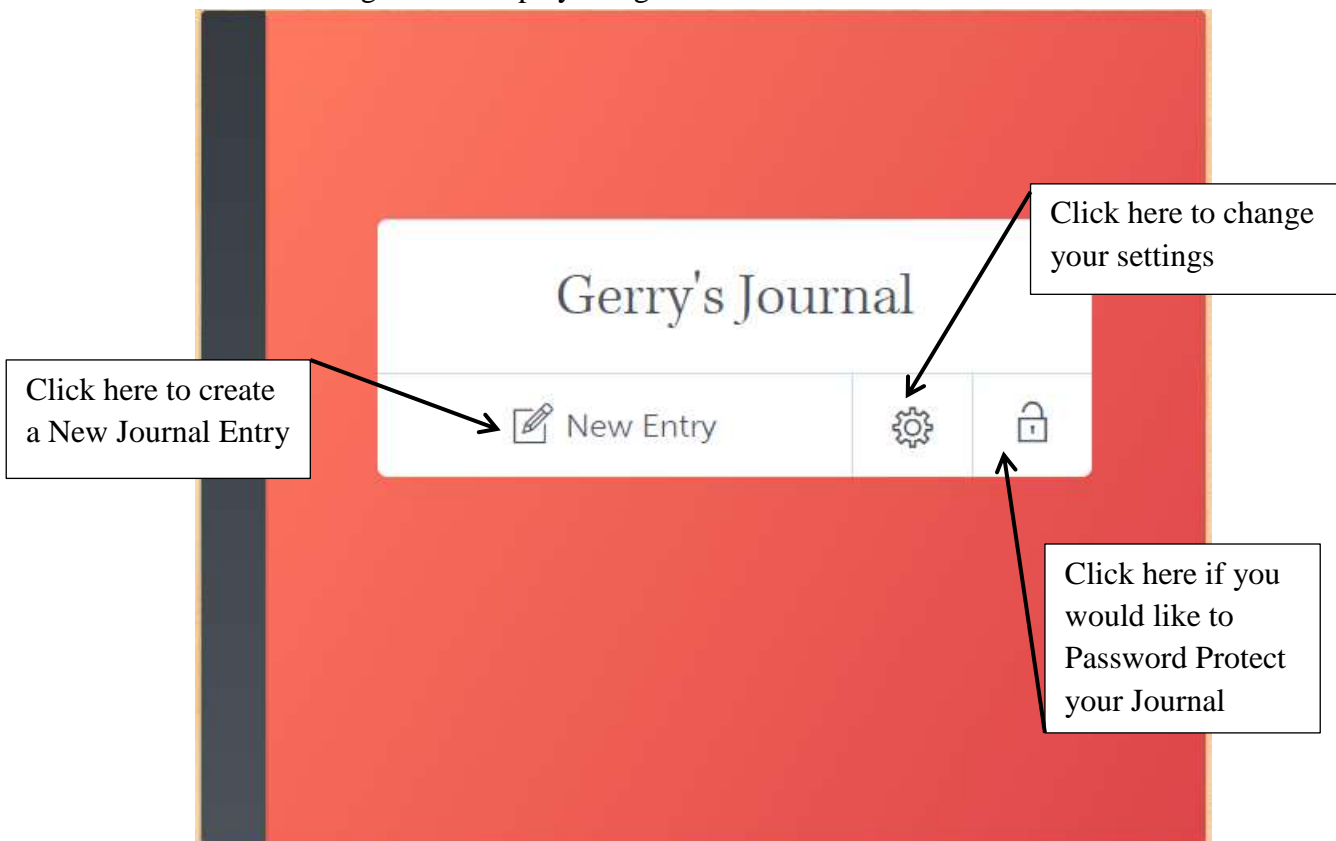 Click here to change
your settings
Gerry's Journal
Click here to create
a New Journal Entry
New Entry
Click here if you
would like to
Password Protect
your Journal